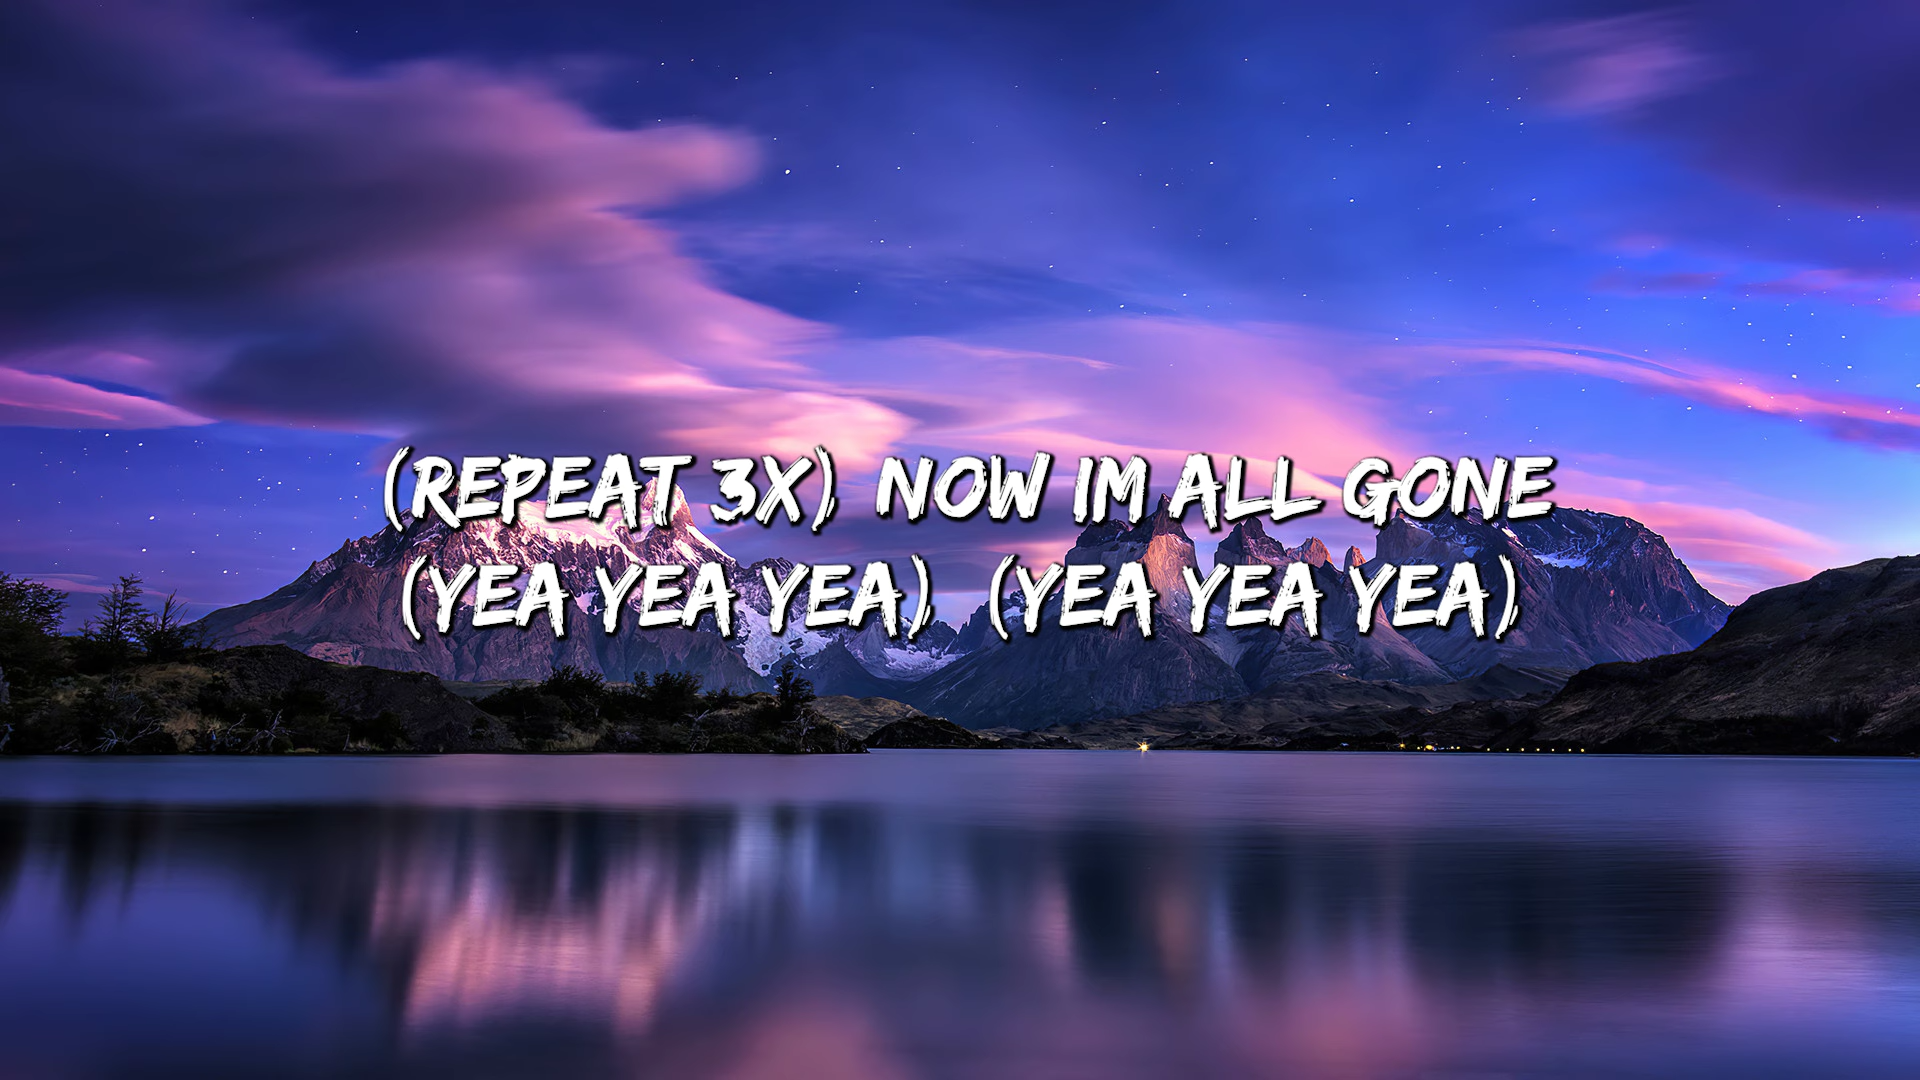 (REPEAT 3X) NOW IM ALL GONE
(YEA YEA YEA) (YEA YEA YEA)